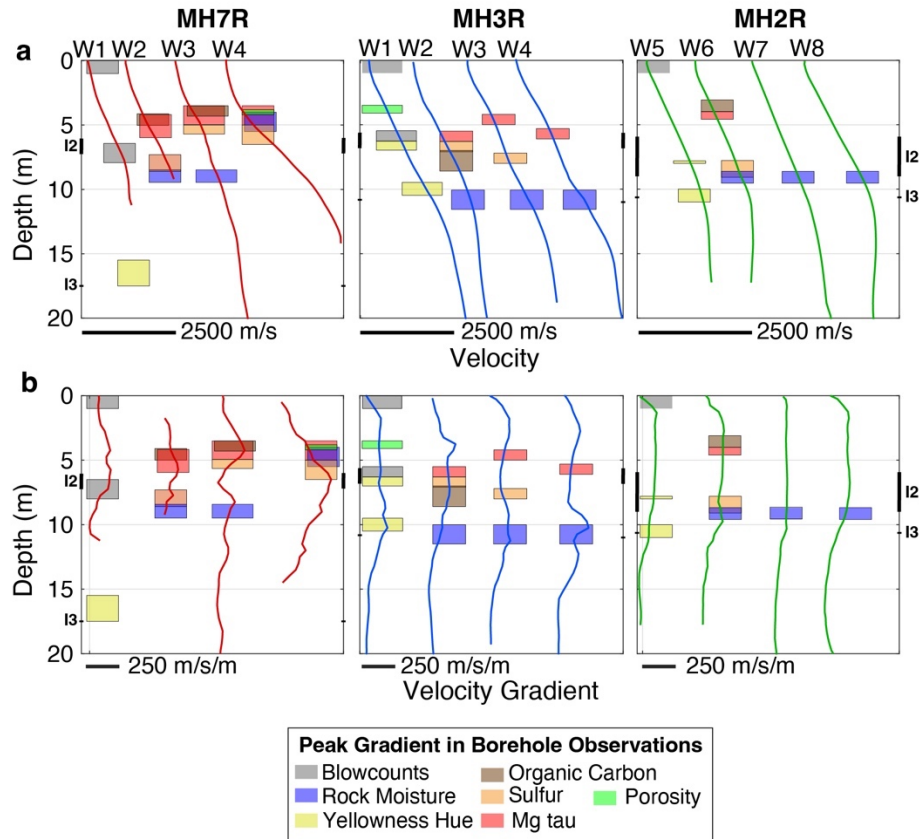 MH7R MH3R MH2R
a W1 W2 W3 W4 W1 W2 W3 W4 W5 W6 W7 W8
0
5
I2 I2
10 I3
15
I3
20
Depth (m)
2500 m/s 2500 m/s 2500 m/s
Velocity
b
0
5
I2 I2
10 I3
15
I3
20
Depth (m)
250 m/s/m 250 m/s/m 250 m/s/m
Velocity Gradient
Peak Gradient in Borehole Observations
Blowcounts Organic Carbon
Rock Moisture Sulfur Porosity
Yellowness Hue Mg tau